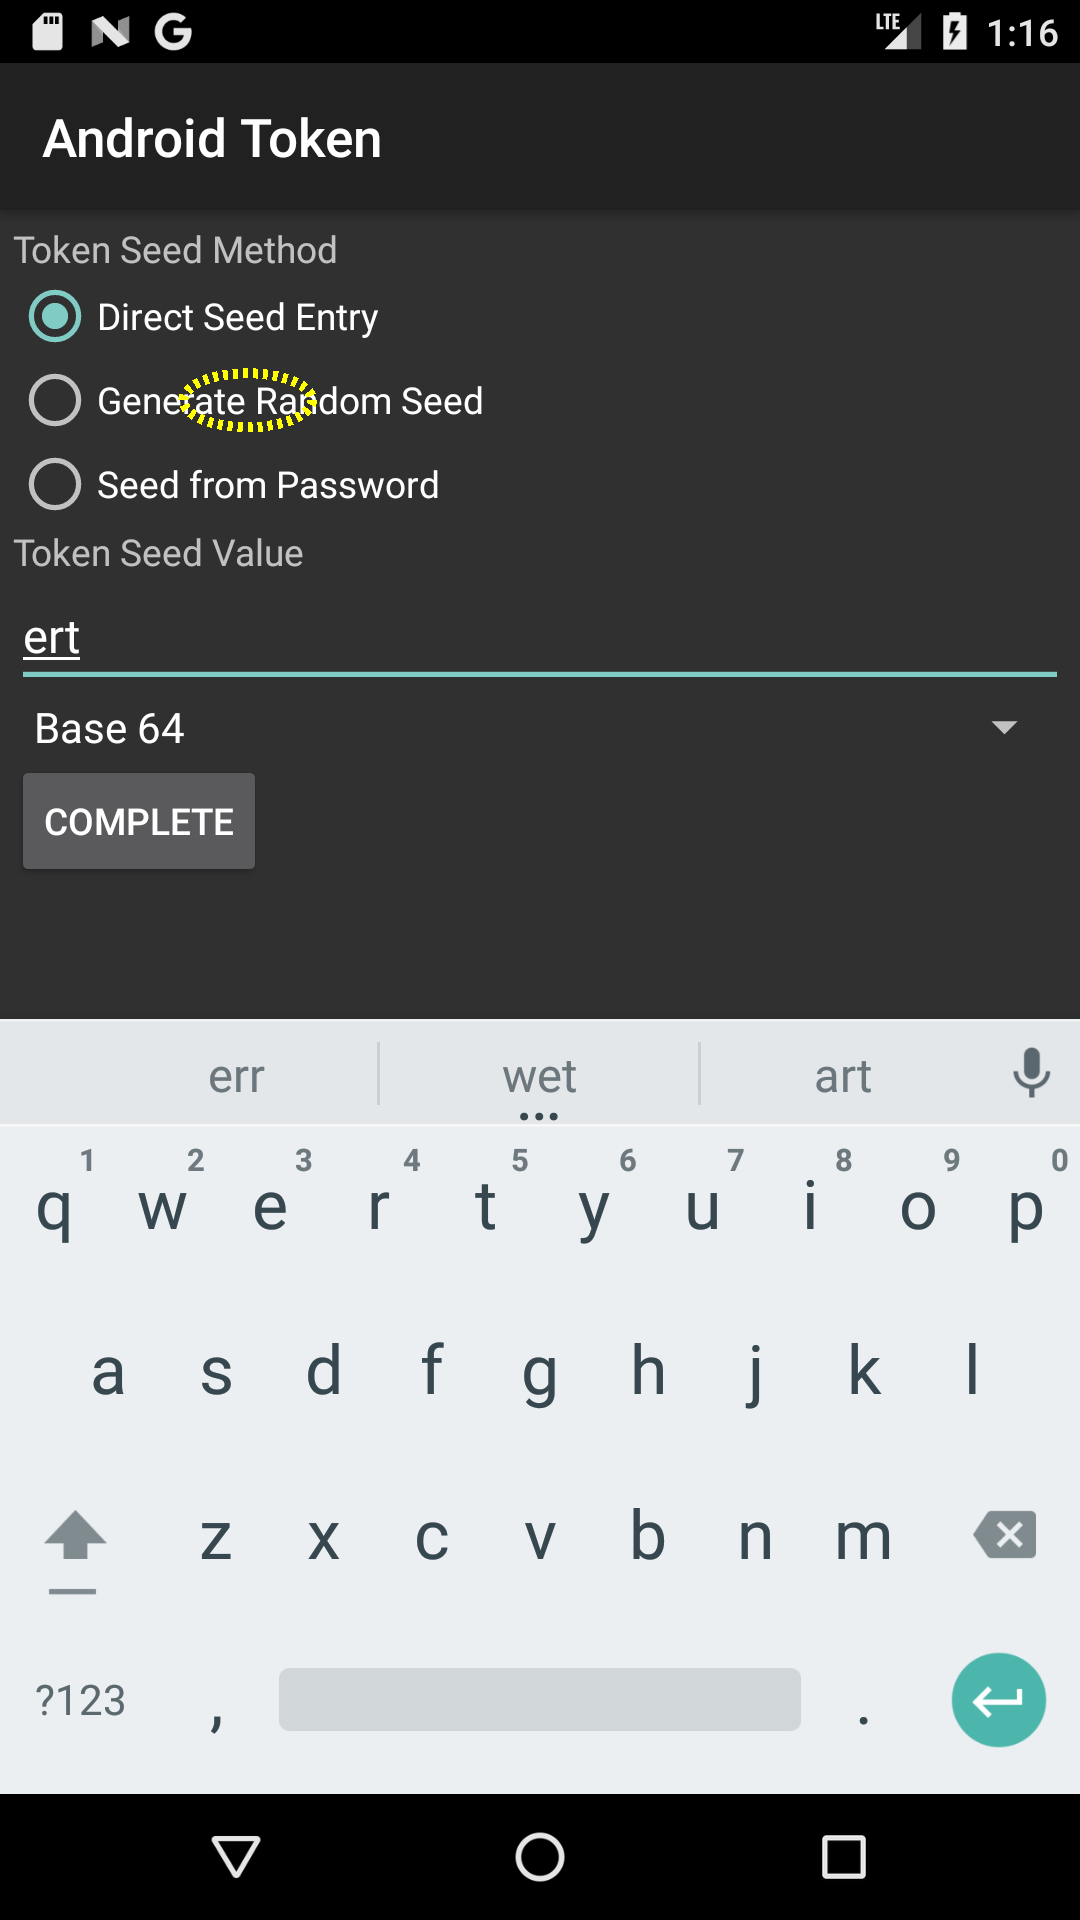 LTE 1:16
Android Token
Token Seed Method
Direct Seed Entry
Generate Random Seed
Seed from Password
Token Seed Value
ert
Base 64
COMPLETE
err wet art
1 2 3 4 5 6 7 8 9 0
q w e r t y u i o p
a s d f g h j k l
z x c v b n m
?123 , .